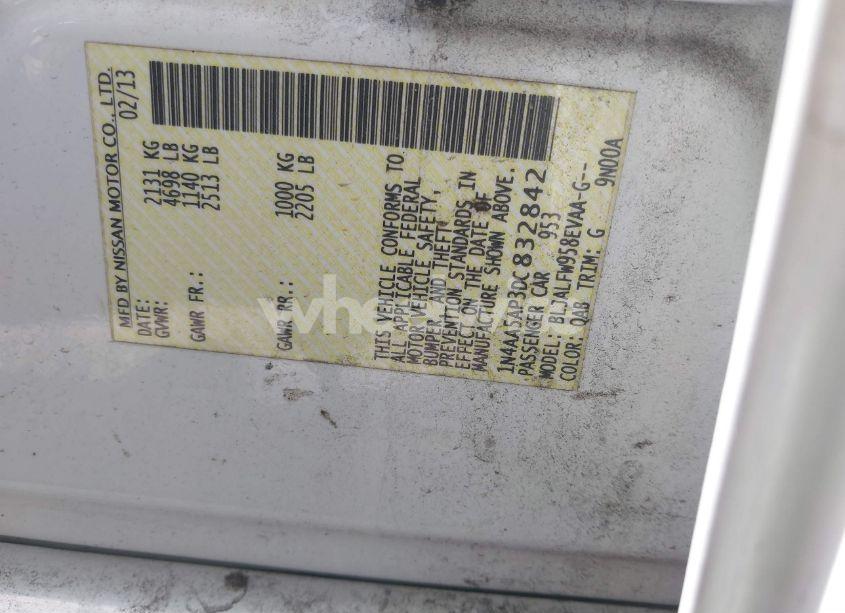 MFD BY NISSAN MOTOR CO., LTD.
DATE: 02/13
GVWR: 2131 KG
4698 LB
GAWR FR.: 1140 KG
2513 LB
GAWR RR.: 1000 KG
2205 LB
THIS VEHICLE CONFORMS TO
ALL APPLICABLE FEDERAL
MOTOR VEHICLE SAFETY,
BUMPER, AND THEFT
PREVENTION STANDARDS IN
EFFECT ON THE DATE OF
MANUFACTURE SHOWN ABOVE.
1N4AA5AP3DC832842
PASSENGER CAR 953
MODEL: BLJALFW958EVAA-G--
COLOR: QAB TRIM: G 9N00A